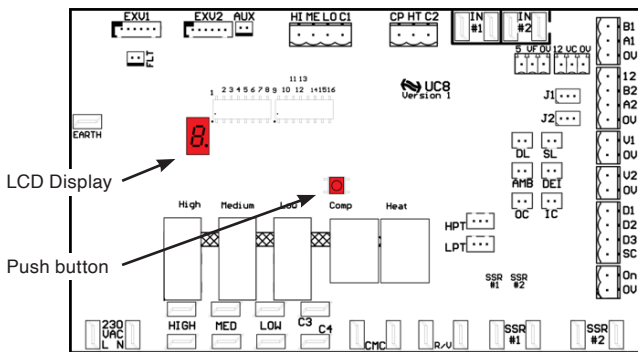 EXV1 EXV2 AUX HI ME LO C1 CP HT C2 IN #1 IN #2
B1
A1
0V
FLT
5 VF 0V 12 VC 0V
11 13
1 2 3 4 5 6 7 8 9 10 12 14 15 16
UC8
Version 1
J1
J2
12
B2
A2
0V
EARTH
8.
V1
0V
DL SL
LCD Display
AMB DEI
V2
0V
OC IC
High Medium Low Comp Heat
HPT
LPT
D1
D2
D3
SC
Push button
SSR #1 SSR #2
On
0V
230 VAC L N
HIGH MED LOW C3 C4
CMC R/V SSR #1 SSR #2